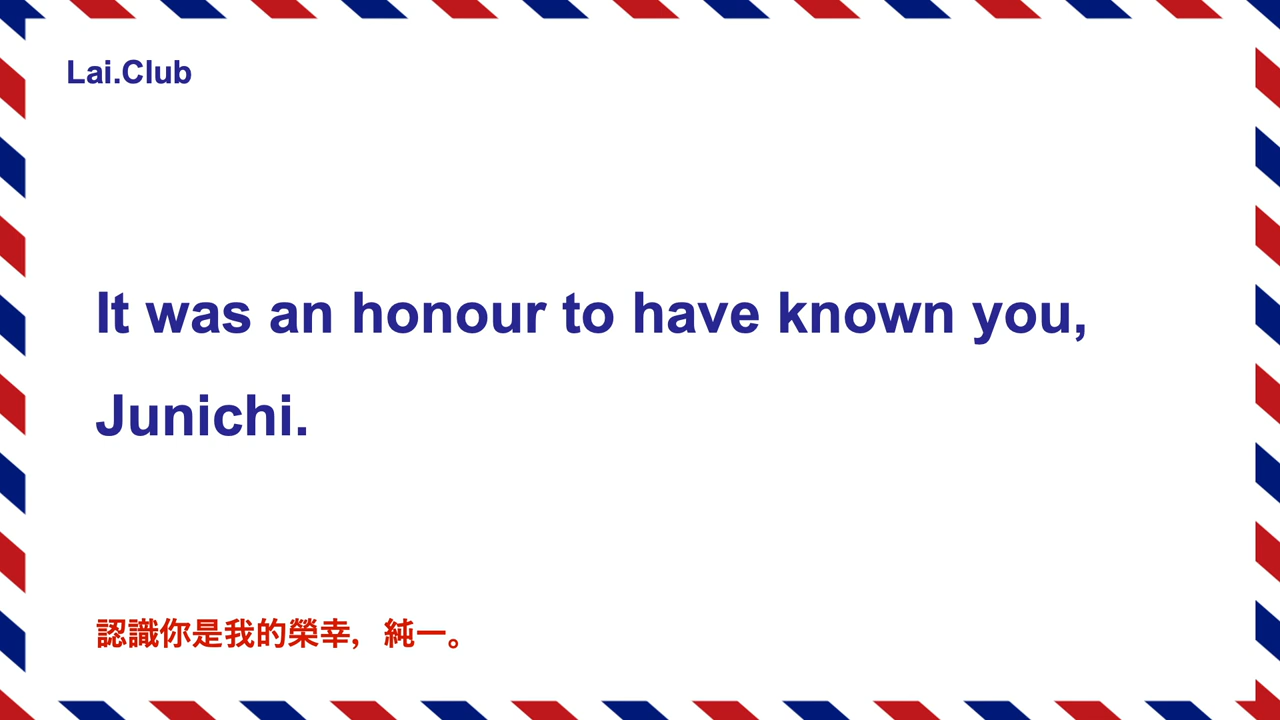 Lai.Club
It was an honour to have known you,
Junichi.
認識你是我的榮幸，純一。